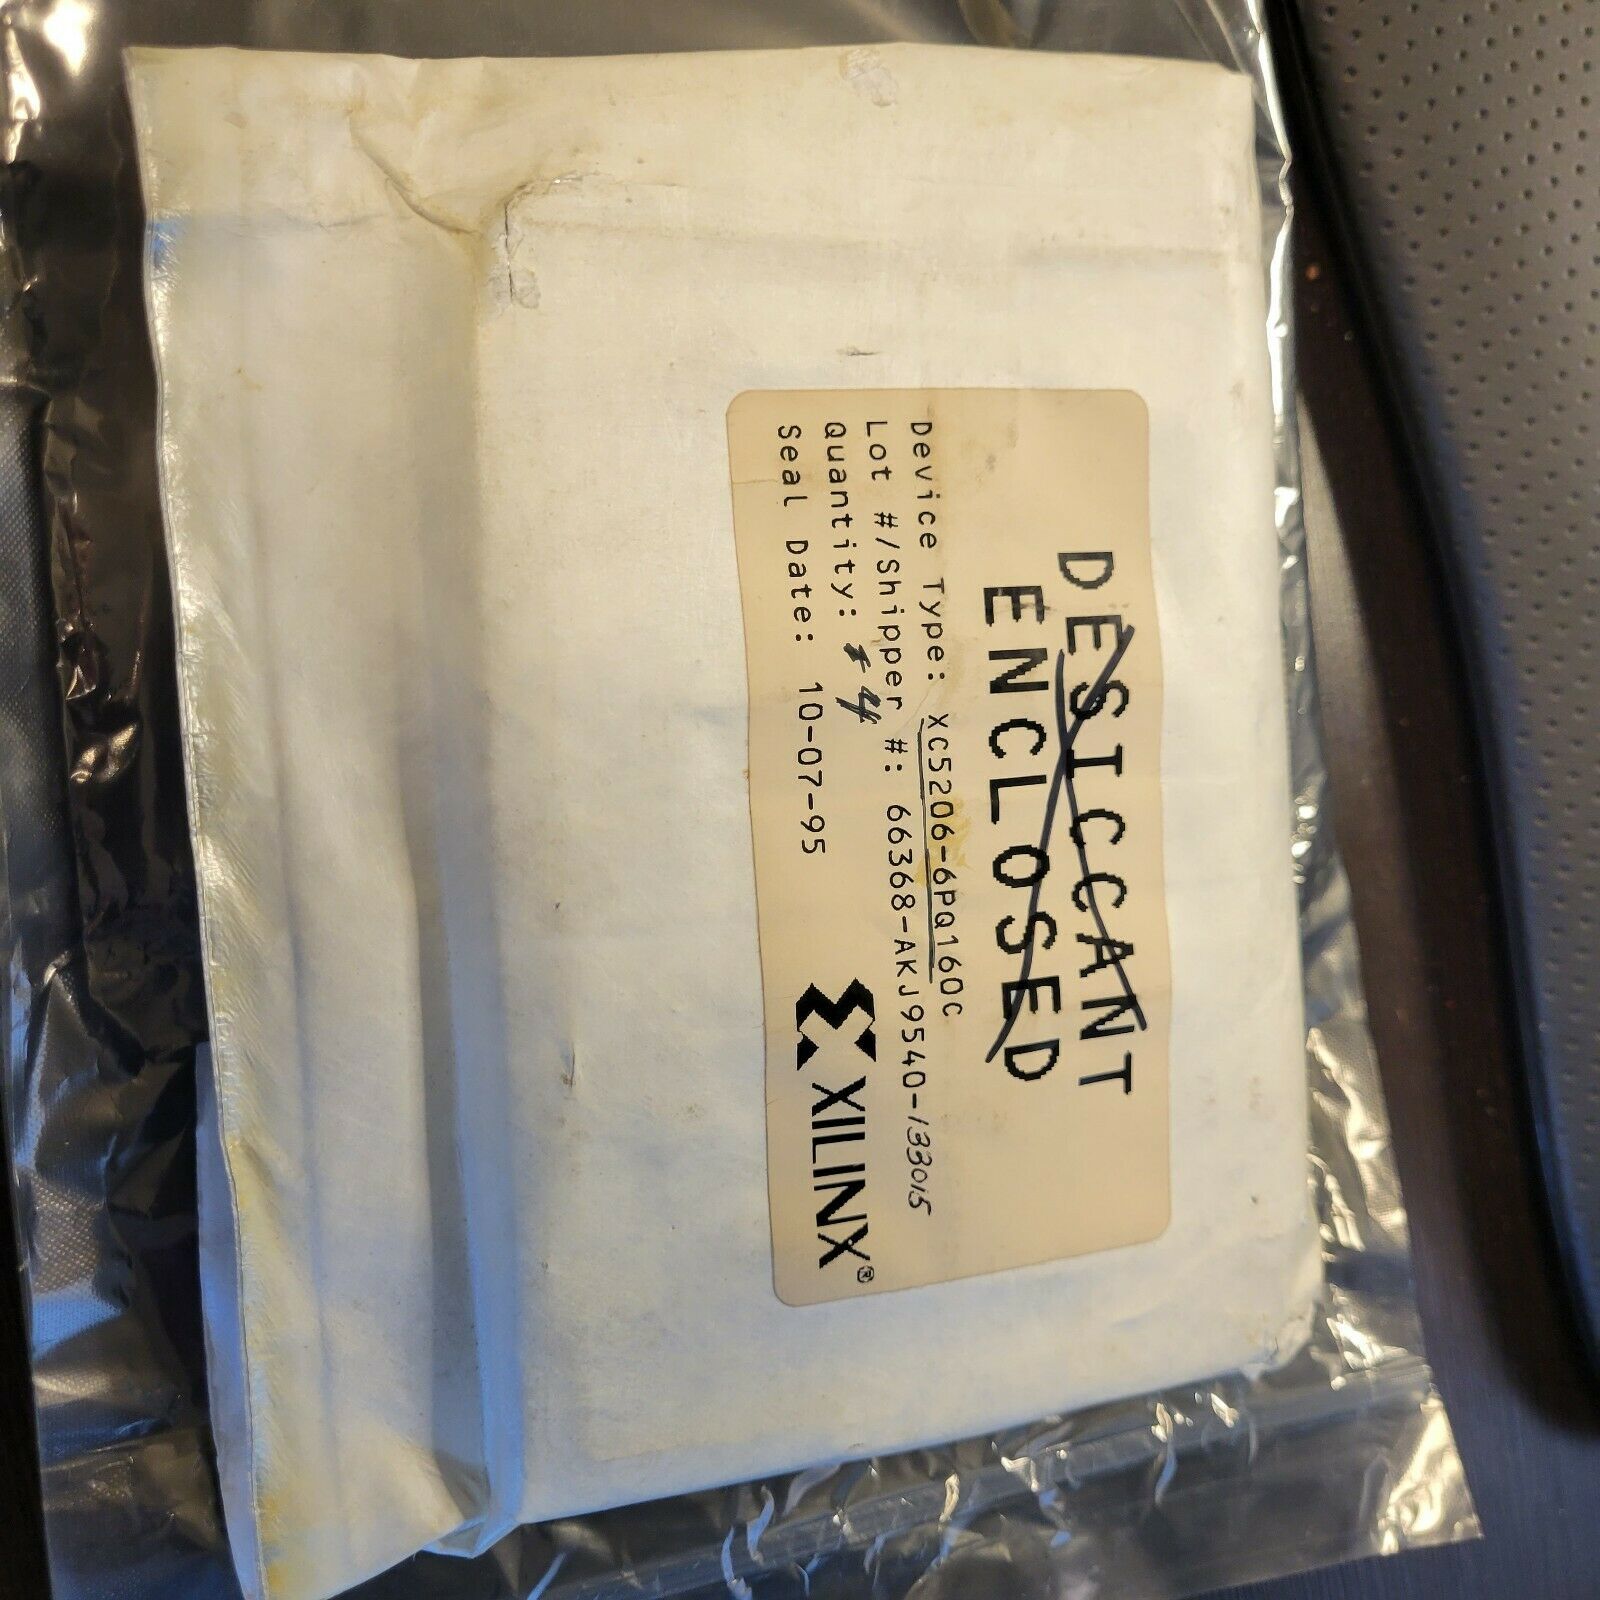 DESICCANT
ENCLOSED
Device Type: XC5206-6PQ160C
Lot #/Shipper #: 66368-AKJ9540-133015
Quantity: 4
Seal Date: 10-07-95
XILINX®